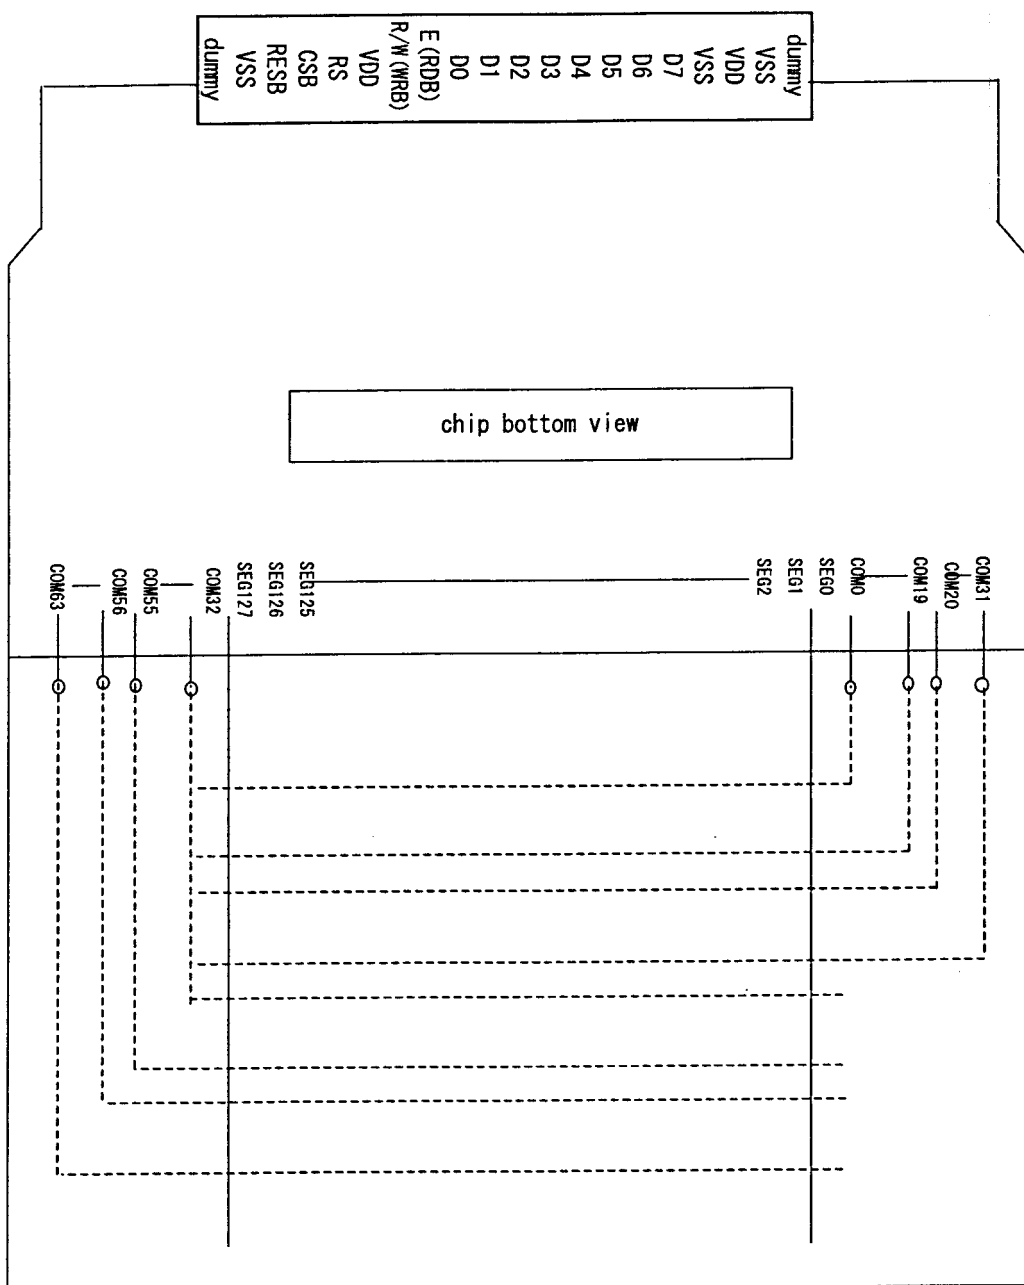 dummy
VSS
RESB
CSB
RS
VDD
R/W(WRB)
E(RDB)
D0
D1
D2
D3
D4
D5
D6
D7
VSS
VDD
VSS
dummy
chip bottom view
COM63
COM56
COM55
COM32
SEG127
SEG126
SEG125
SEG2
SEG1
SEG0
COM0
COM19
COM20
COM31